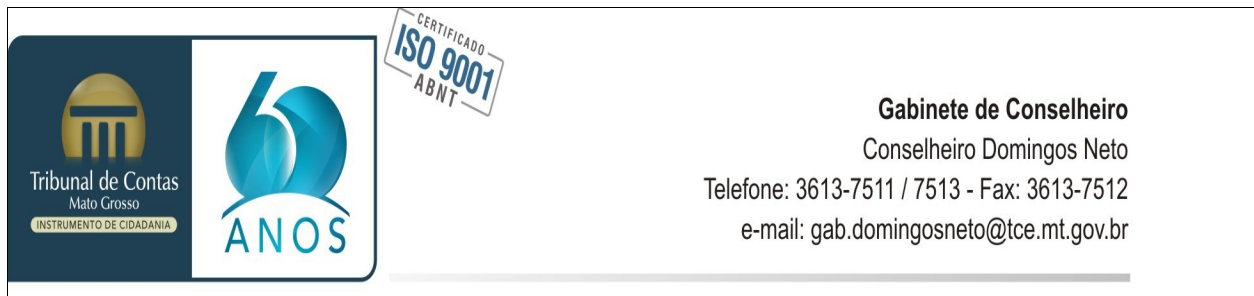 Tribunal de Contas
Mato Grosso
INSTRUMENTO DE CIDADANIA
60
ANOS
CERTIFICADO
ISO 9001
ABNT
Gabinete de Conselheiro
Conselheiro Domingos Neto
Telefone: 3613-7511 / 7513 - Fax: 3613-7512
e-mail: gab.domingosneto@tce.mt.gov.br